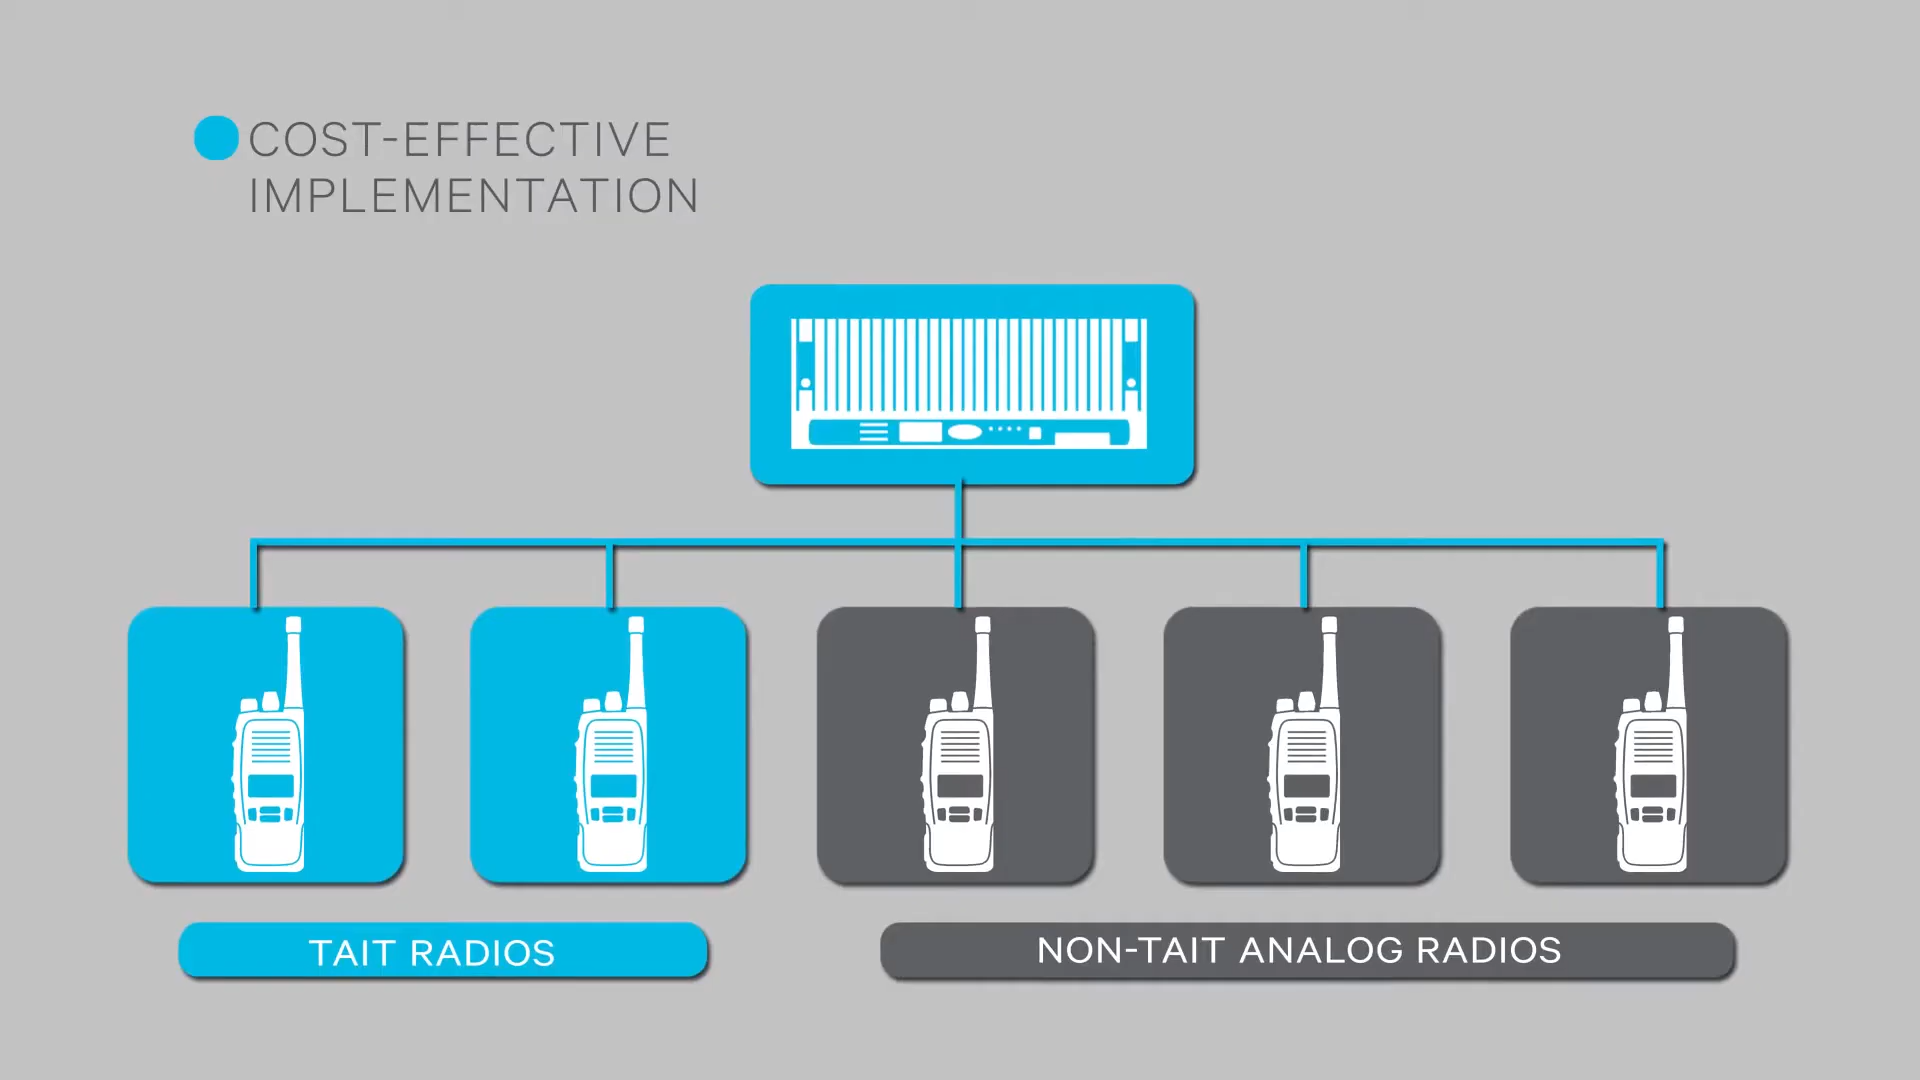 COST-EFFECTIVE
IMPLEMENTATION
TAIT RADIOS
NON-TAIT ANALOG RADIOS